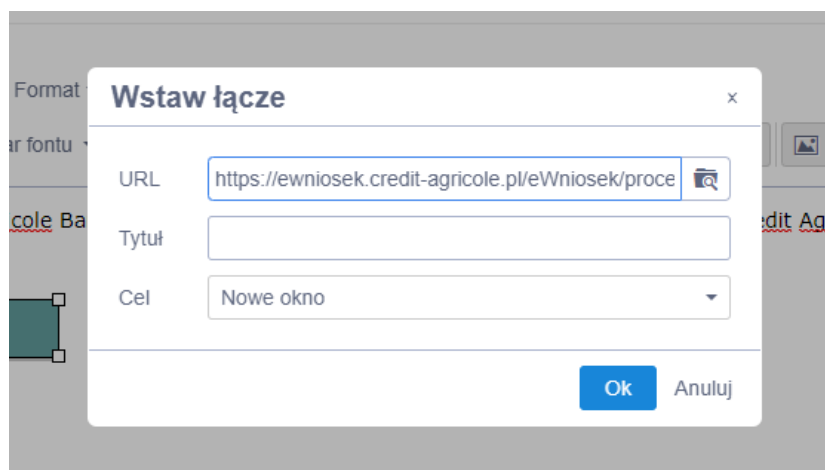 Format
Wstaw łącze
x
ar fontu
URL
https://ewniosek.credit-agricole.pl/eWniosek/proce
cole Ba
edit Ag
Tytuł
Cel
Nowe okno
Ok
Anuluj